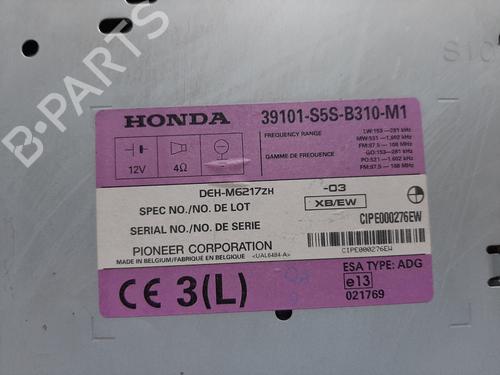 B-PARTS
HONDA 39101-S5S-B310-M1
FREQUENCY RANGE
LW:153—281 kHz
MW:531—1,602 kHz
FM:87.5—108 MHz
GAMME DE FREQUENCE
GO:153—281 kHz
PO:531—1,602 kHz
FM:87.5—108 MHz
12V 4Ω
DEH-M6217ZH -03
SPEC NO./NO. DE LOT XB/EW
SERIAL NO./NO. DE SERIE CIPE000276EW
PIONEER CORPORATION
MADE IN BELGIUM/FABRIQUÉ EN BELGIQUE <UAL6484-A> CIPE000276EW
CE 3(L) ESA TYPE: ADG
e13
021769